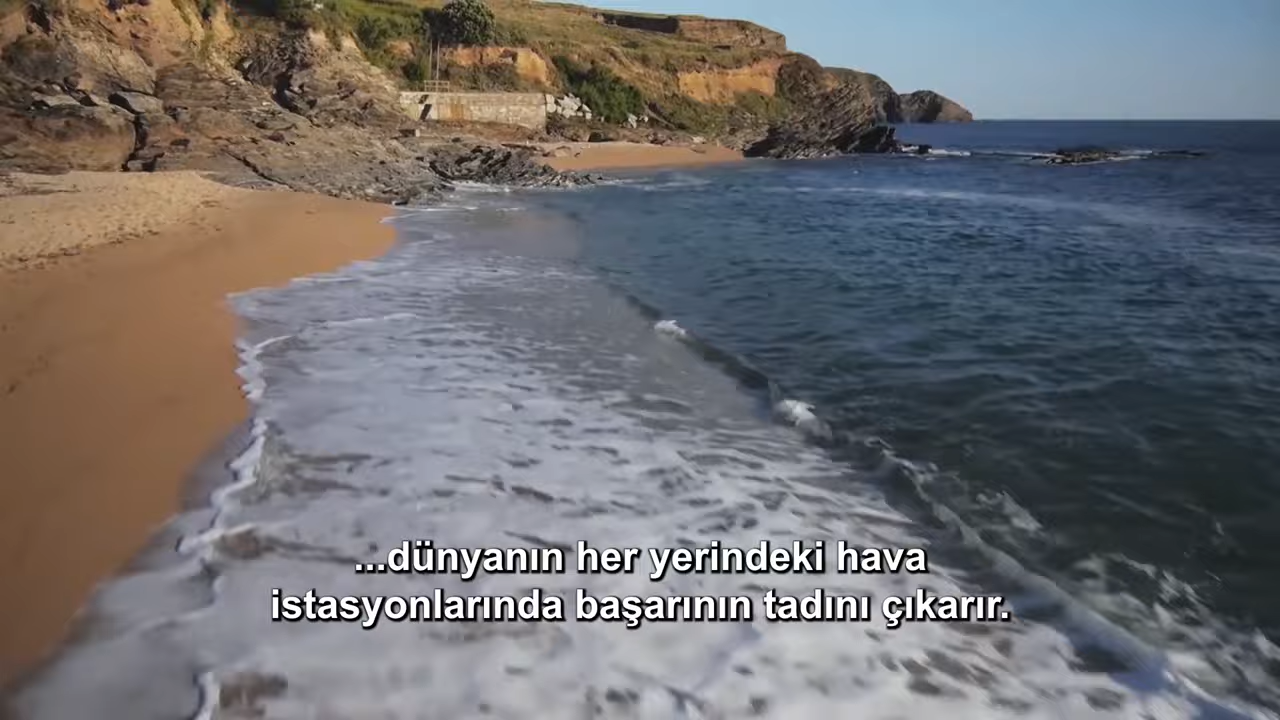 ...dünyanın her yerindeki hava
istasyonlarında başarının tadını çıkarır.